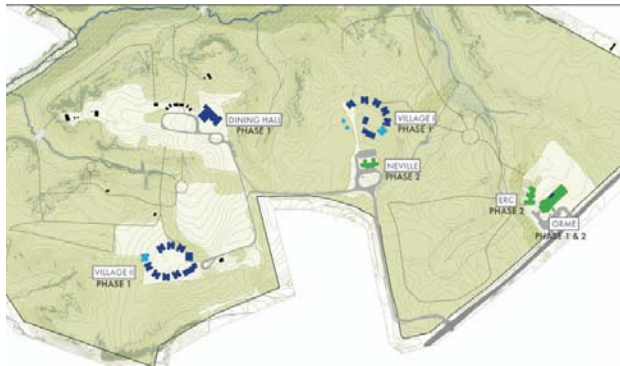 DINING HALL
PHASE 1
VILLAGE I
PHASE 1
NEVILLE
PHASE 2
ERC
PHASE 2
ORME
PHASE 1 & 2
VILLAGE II
PHASE 1